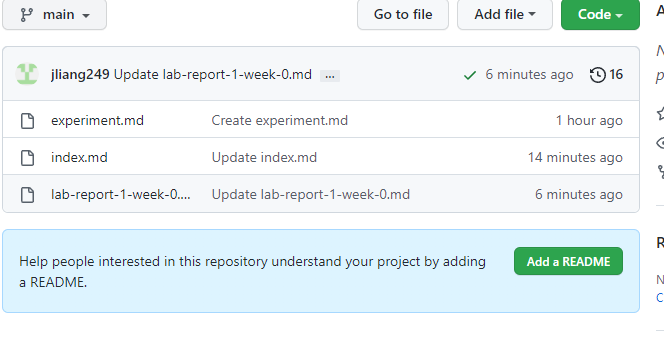 main Go to file Add file Code
jliang249 Update lab-report-1-week-0.md ... 6 minutes ago 16
experiment.md Create experiment.md 1 hour ago
index.md Update index.md 14 minutes ago
lab-report-1-week-0.... Update lab-report-1-week-0.md 6 minutes ago
Help people interested in this repository understand your project by adding
a README.
Add a README